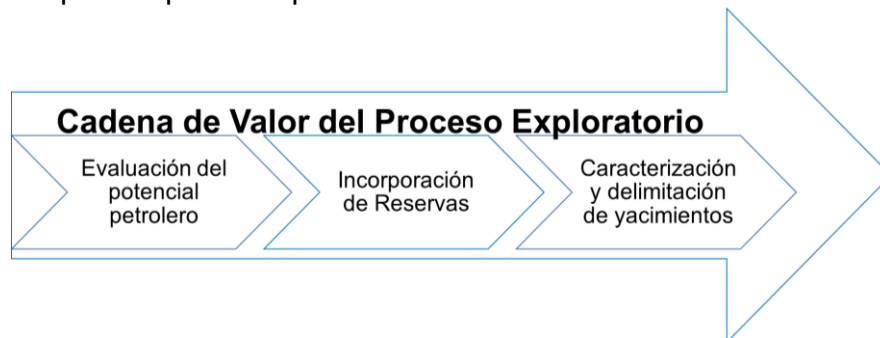 Cadena de Valor del Proceso Exploratorio
Evaluación del
potencial
petrolero
Incorporación
de Reservas
Caracterización
y delimitación
de yacimientos